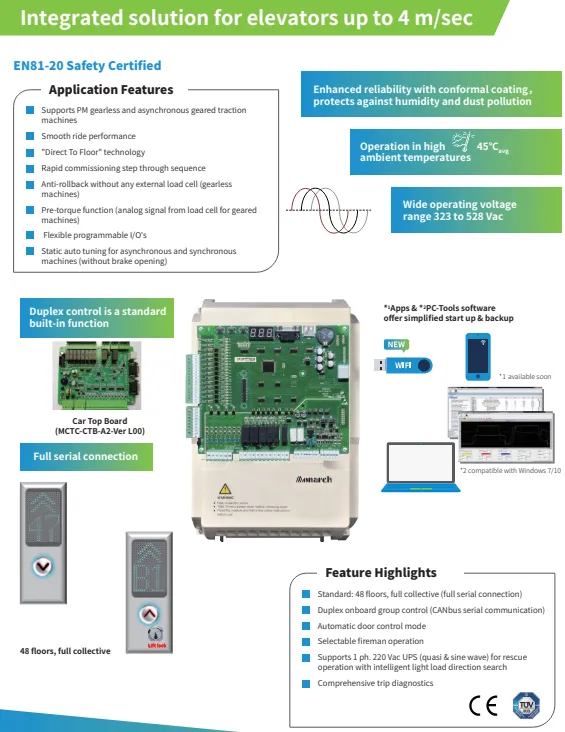 Integrated solution for elevators up to 4 m/sec
EN81-20 Safety Certified
Application Features
Supports PM gearless and asynchronous geared traction
machines
Smooth ride performance
"Direct To Floor" technology
Rapid commissioning step through sequence
Anti-rollback without any external load cell (gearless
machines)
Pre-torque function (analog signal from load cell for geared
machines)
Flexible programmable I/O's
Static auto tuning for asynchronous and synchronous
machines (without brake opening)
Enhanced reliability with conformal coating,
protects against humidity and dust pollution
Operation in high 45°Cavg
ambient temperatures
Wide operating voltage
range 323 to 528 Vac
Duplex control is a standard
built-in function
Car Top Board
(MCTC-CTB-A2-Ver L00)
Full serial connection
47
81
Lift lock
48 floors, full collective
888
Monarch
WARNING
*¹Apps & *²PC-Tools software
offer simplified start up & backup
NEW
WIFI
*1 available soon
*2 compatible with Windows 7/10
Feature Highlights
Standard: 48 floors, full collective (full serial connection)
Duplex onboard group control (CANbus serial communication)
Automatic door control mode
Selectable fireman operation
Supports 1 ph. 220 Vac UPS (quasi & sine wave) for rescue
operation with intelligent light load direction search
Comprehensive trip diagnostics
CE
TÜV